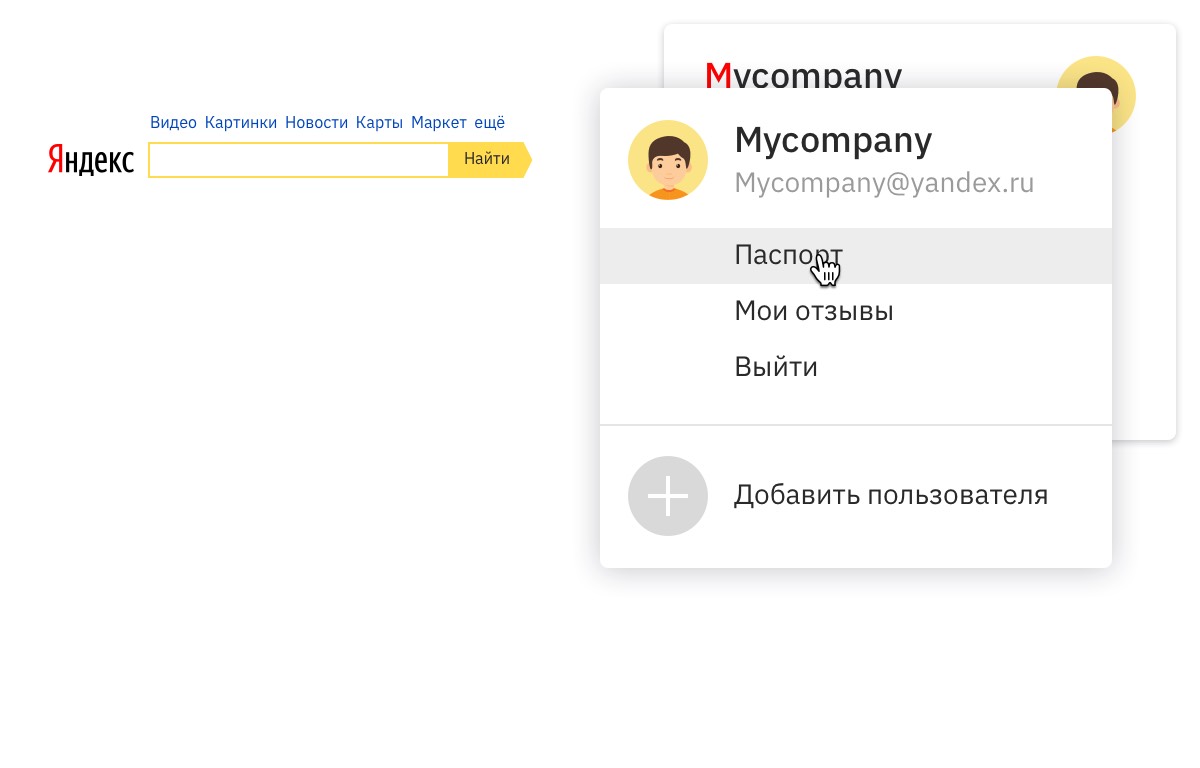 Видео Картинки Новости Карты Маркет ещё
Яндекс
Найти
Mycompany
Mycompany
Mycompany@yandex.ru
Паспорт
Мои отзывы
Выйти
Добавить пользователя